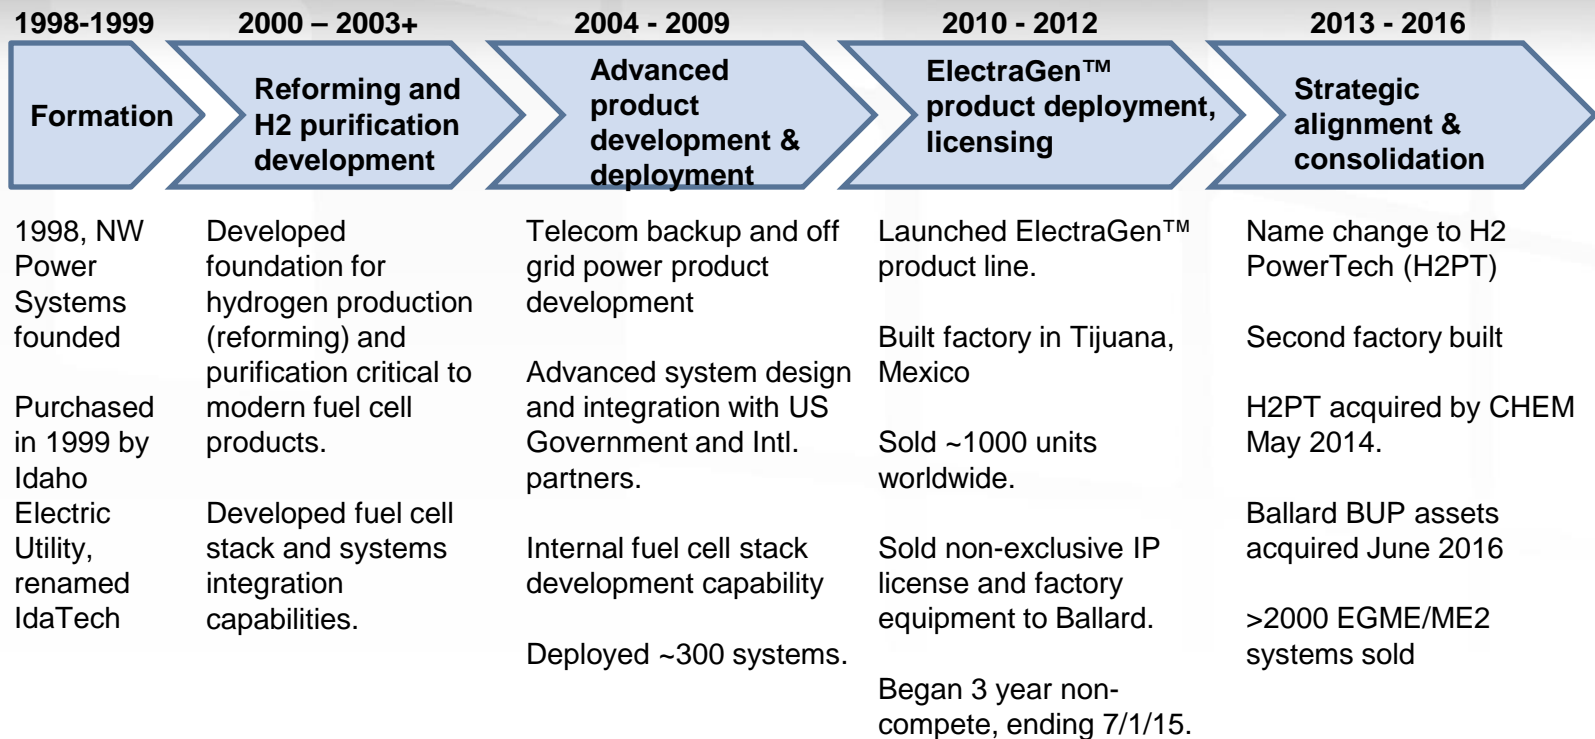 1998-1999
2000 – 2003+
2004 - 2009
2010 - 2012
2013 - 2016
Formation
Reforming and
H2 purification
development
Advanced
product
development &
deployment
ElectraGen™
product deployment,
licensing
Strategic
alignment &
consolidation
1998, NW
Power
Systems
founded
Purchased
in 1999 by
Idaho
Electric
Utility,
renamed
IdaTech
Developed
foundation for
hydrogen production
(reforming) and
purification critical to
modern fuel cell
products.
Developed fuel cell
stack and systems
integration
capabilities.
Telecom backup and off
grid power product
development
Advanced system design
and integration with US
Government and Intl.
partners.
Internal fuel cell stack
development capability
Deployed ~300 systems.
Launched ElectraGen™
product line.
Built factory in Tijuana,
Mexico
Sold ~1000 units
worldwide.
Sold non-exclusive IP
license and factory
equipment to Ballard.
Began 3 year non-
compete, ending 7/1/15.
Name change to H2
PowerTech (H2PT)
Second factory built
H2PT acquired by CHEM
May 2014.
Ballard BUP assets
acquired June 2016
>2000 EGME/ME2
systems sold